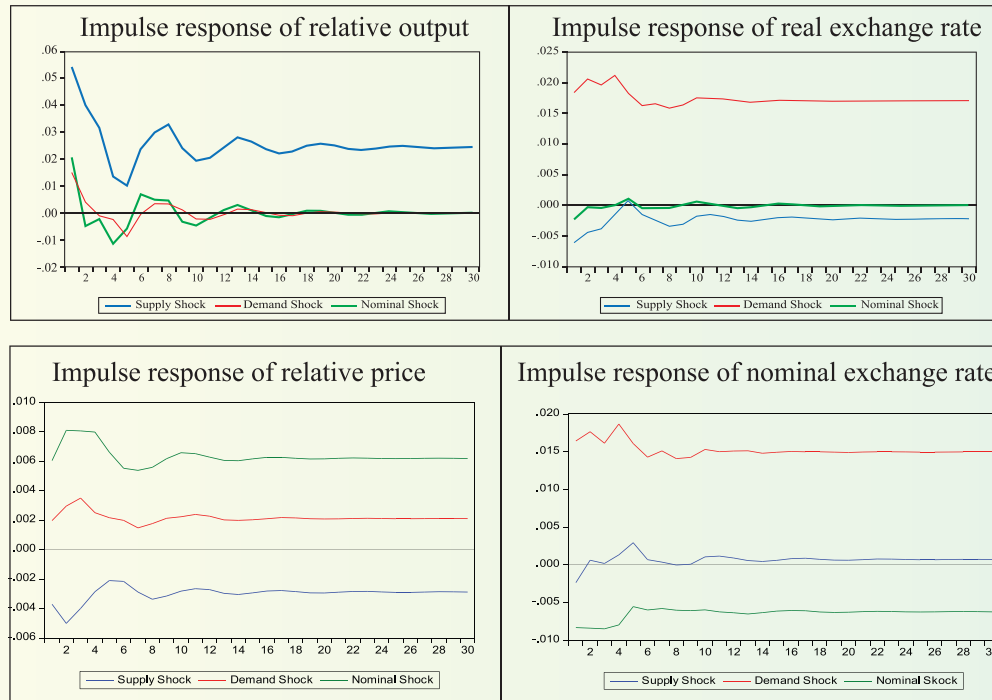 Impulse response of relative output
.06
.05
.04
.03
.02
.01
.00
-.01
-.02
2 4 6 8 10 12 14 16 18 20 22 24 26 28 30
Supply Shock Demand Shock Nominal Shock
Impulse response of real exchange rate
.025
.020
.015
.010
.005
.000
-.005
-.010
2 4 6 8 10 12 14 16 18 20 22 24 26 28 30
Supply Shock Demand Shock Nominal Shock
Impulse response of relative price
.010
.008
.006
.004
.002
.000
-.002
-.004
-.006
2 4 6 8 10 12 14 16 18 20 22 24 26 28 30
Supply Shock Demand Shock Nominal Shock
Impulse response of nominal exchange rate
.020
.015
.010
.005
.000
-.005
-.010
2 4 6 8 10 12 14 16 18 20 22 24 26 28
Supply Shock Demand Shock Nominal Skock